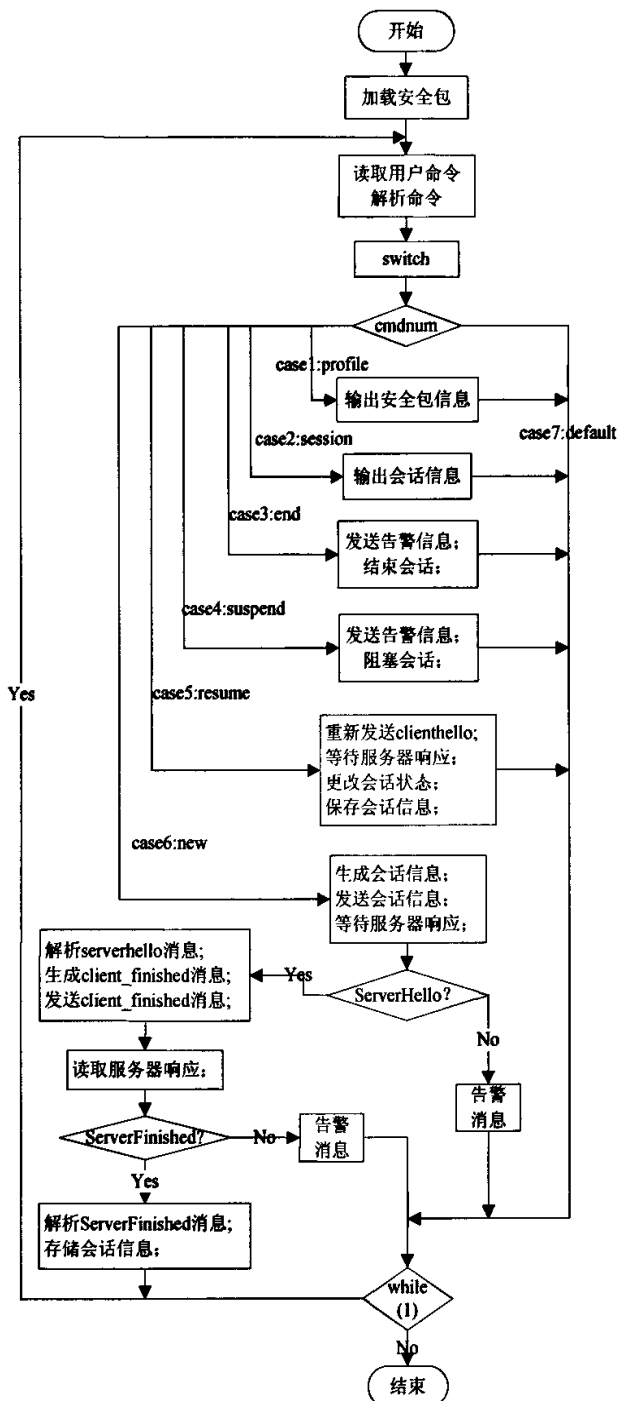 开始
加载安全包
读取用户命令
解析命令
switch
cmdnum
case1:profile
输出安全包信息
case7:default
case2:session
输出会话信息
case3:end
发送告警信息;
结束会话;
case4:suspend
发送告警信息;
阻塞会话;
Yes
case5:resume
重新发送clienthello;
等待服务器响应;
更改会话状态;
保存会话信息;
case6:new
生成会话信息;
发送会话信息;
等待服务器响应;
解析serverhello消息;
生成client_finished消息;
发送client_finished消息;
Yes
ServerHello?
No
读取服务器响应;
告警
消息
ServerFinished?
No
告警
消息
Yes
解析ServerFinished消息;
存储会话信息;
while
(1)
No
结束